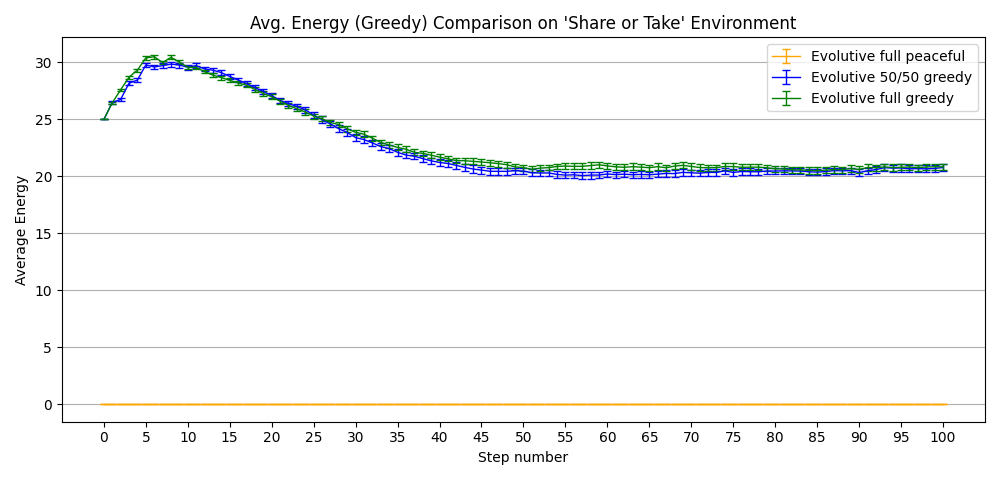 Avg. Energy (Greedy) Comparison on 'Share or Take' Environment
Evolutive full peaceful
Evolutive 50/50 greedy
Evolutive full greedy
Average Energy
30
25
20
15
10
5
0
0 5 10 15 20 25 30 35 40 45 50 55 60 65 70 75 80 85 90 95 100
Step number